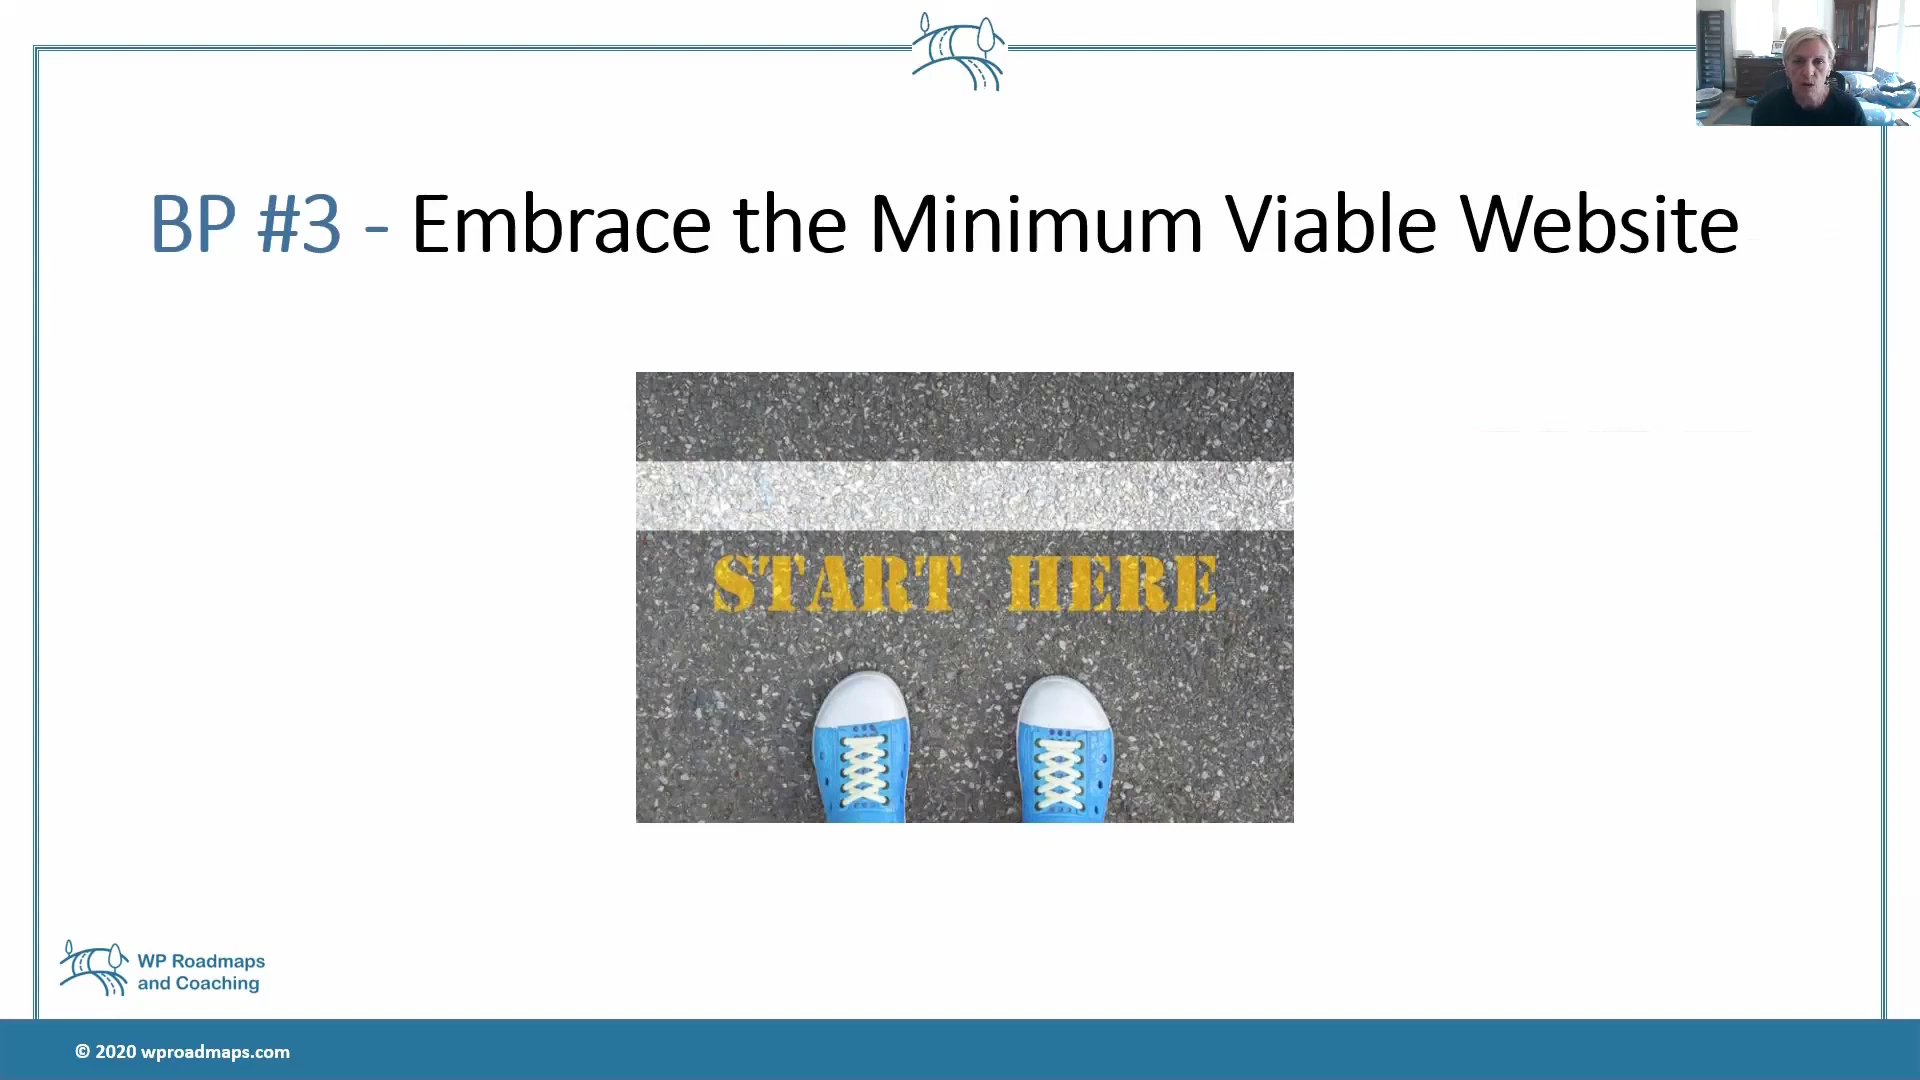 BP #3 - Embrace the Minimum Viable Website
START HERE
WP Roadmaps
and Coaching
© 2020 wproadmaps.com